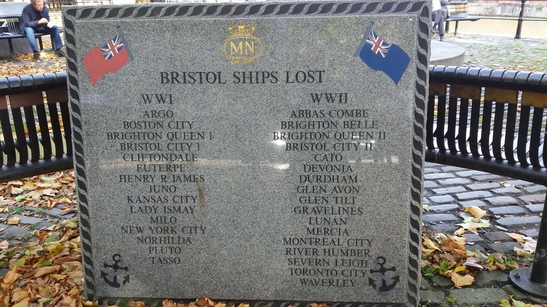 MN
BRISTOL SHIPS LOST
WWI
ARGO
BOSTON CITY
BRIGHTON QUEEN I
BRISTOL CITY I
CLIFTONDALE
EUTERPE
HENRY R JAMES
JUNO
KANSAS CITY
LADY ISMAY
MILO
NEW YORK CITY
NORHILDA
PLUTO
TASSO
WWII
ABBAS COMBE
BRIGHTON BELLE
BRIGHTON QUEEN II
BRISTOL CITY II
CATO
DEVONIA
DURDHAM
GLEN AVON
GLEN TILT
GRAVELINES
LUNAN
MERCIA
MONTREAL CITY
RIVER HUMBER
SEVERN LEIGH
TORONTO CITY
WAVERLEY